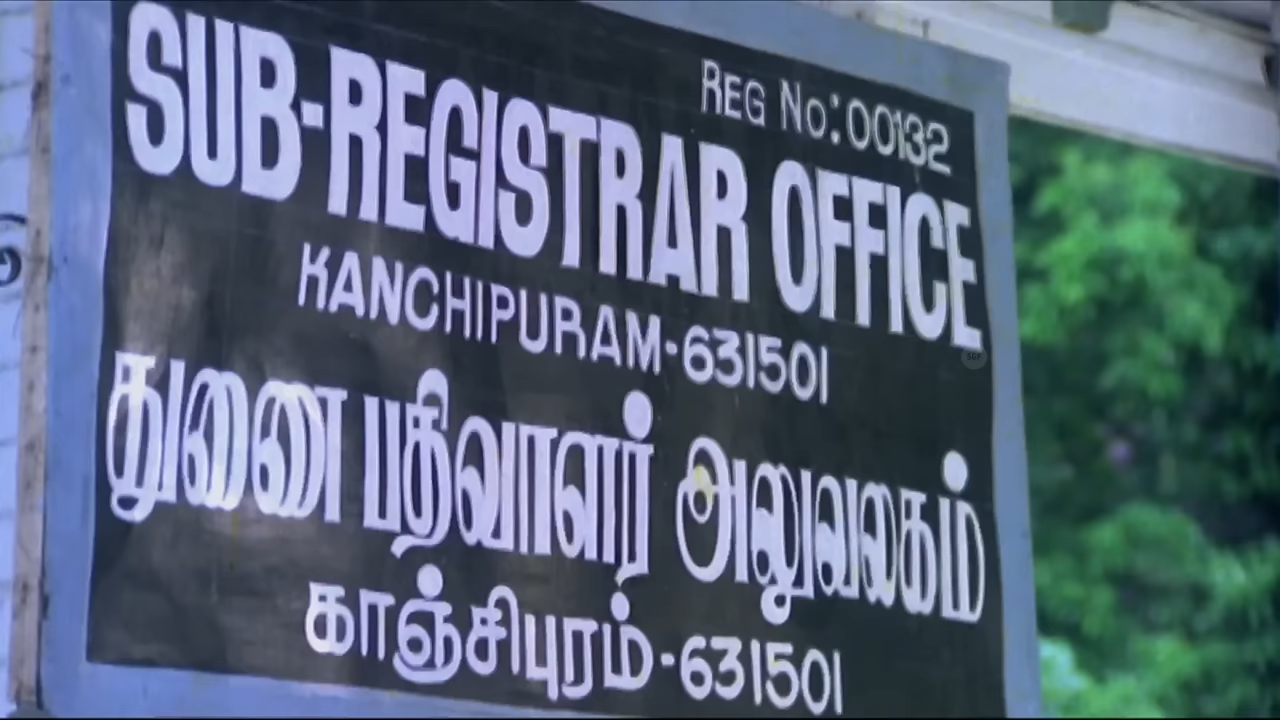 REG NO: 00132
SUB-REGISTRAR OFFICE
KANCHIPURAM-631501
துணை பதிவாளர் அலுவலகம்
காஞ்சிபுரம்-631501